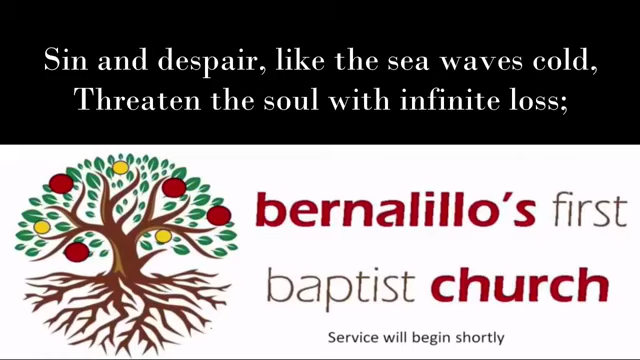 Sin and despair, like the sea waves cold,
Threaten the soul with infinite loss;
bernalillo's first
baptist church
Service will begin shortly